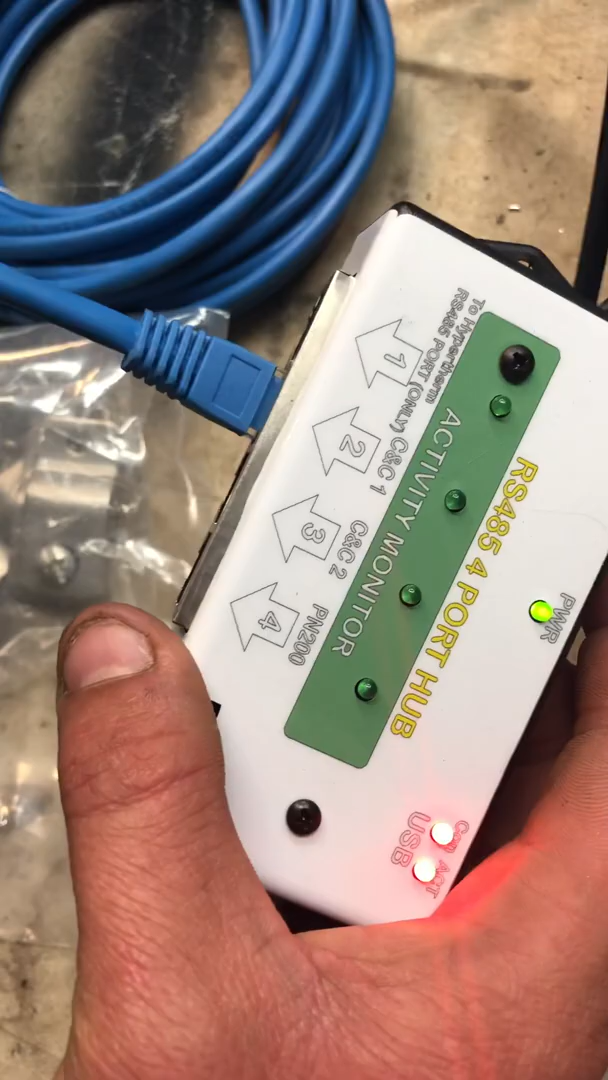 To Hypertherm
RS485 PORT (ONLY)
C&C 1
C&C 2
PN200
1
2
3
4
ACTIVITY MONITOR
RS485 4 PORT HUB
PWR
USB